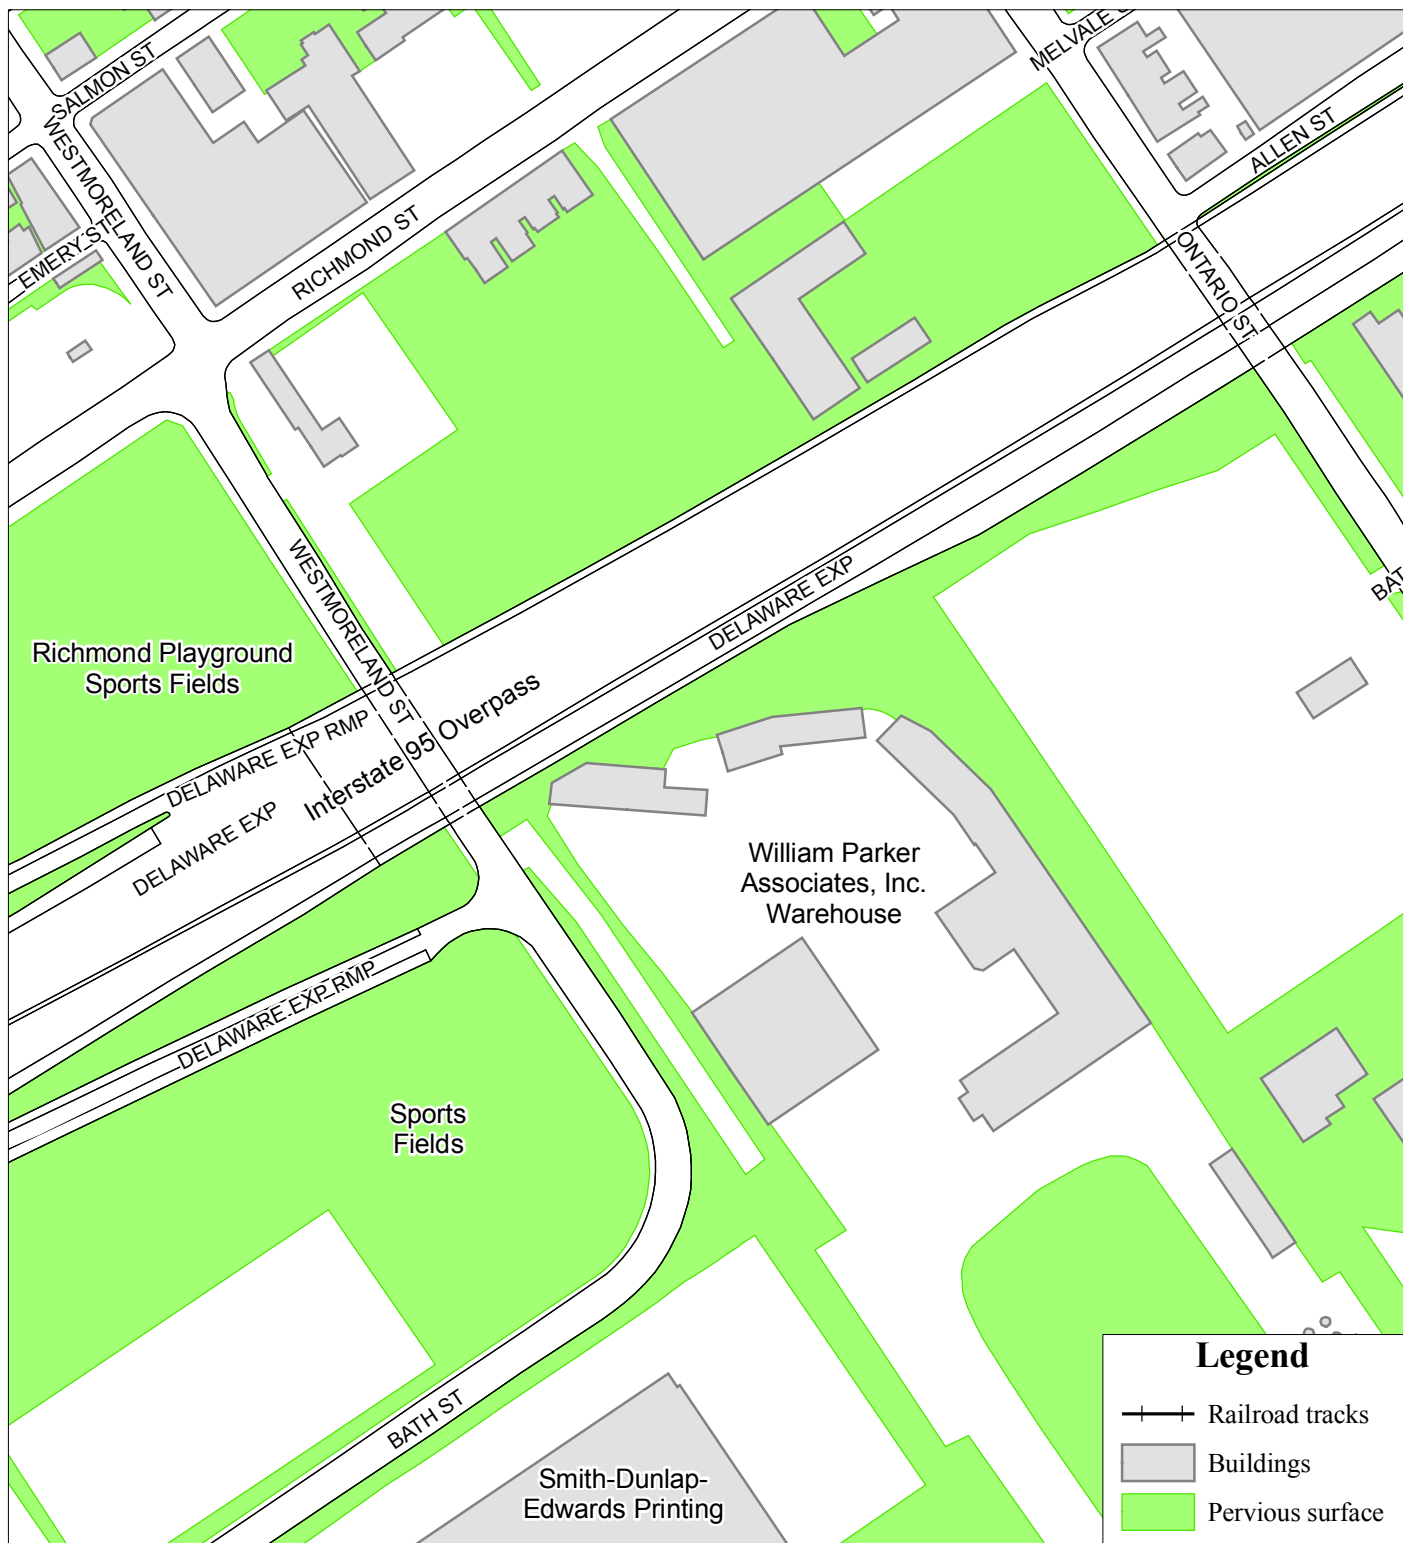 SALMON ST
MELVALE
WESTMORELAND ST
ALLEN ST
EMERY ST
RICHMOND ST
ONTARIO ST
WESTMORELAND ST
DELAWARE EXP
BAT
Richmond Playground
Sports Fields
Interstate 95 Overpass
DELAWARE EXP RMP
DELAWARE EXP
William Parker
Associates, Inc.
Warehouse
DELAWARE EXP RMP
Sports
Fields
BATH ST
Smith-Dunlap-
Edwards Printing
Legend
Railroad tracks
Buildings
Pervious surface